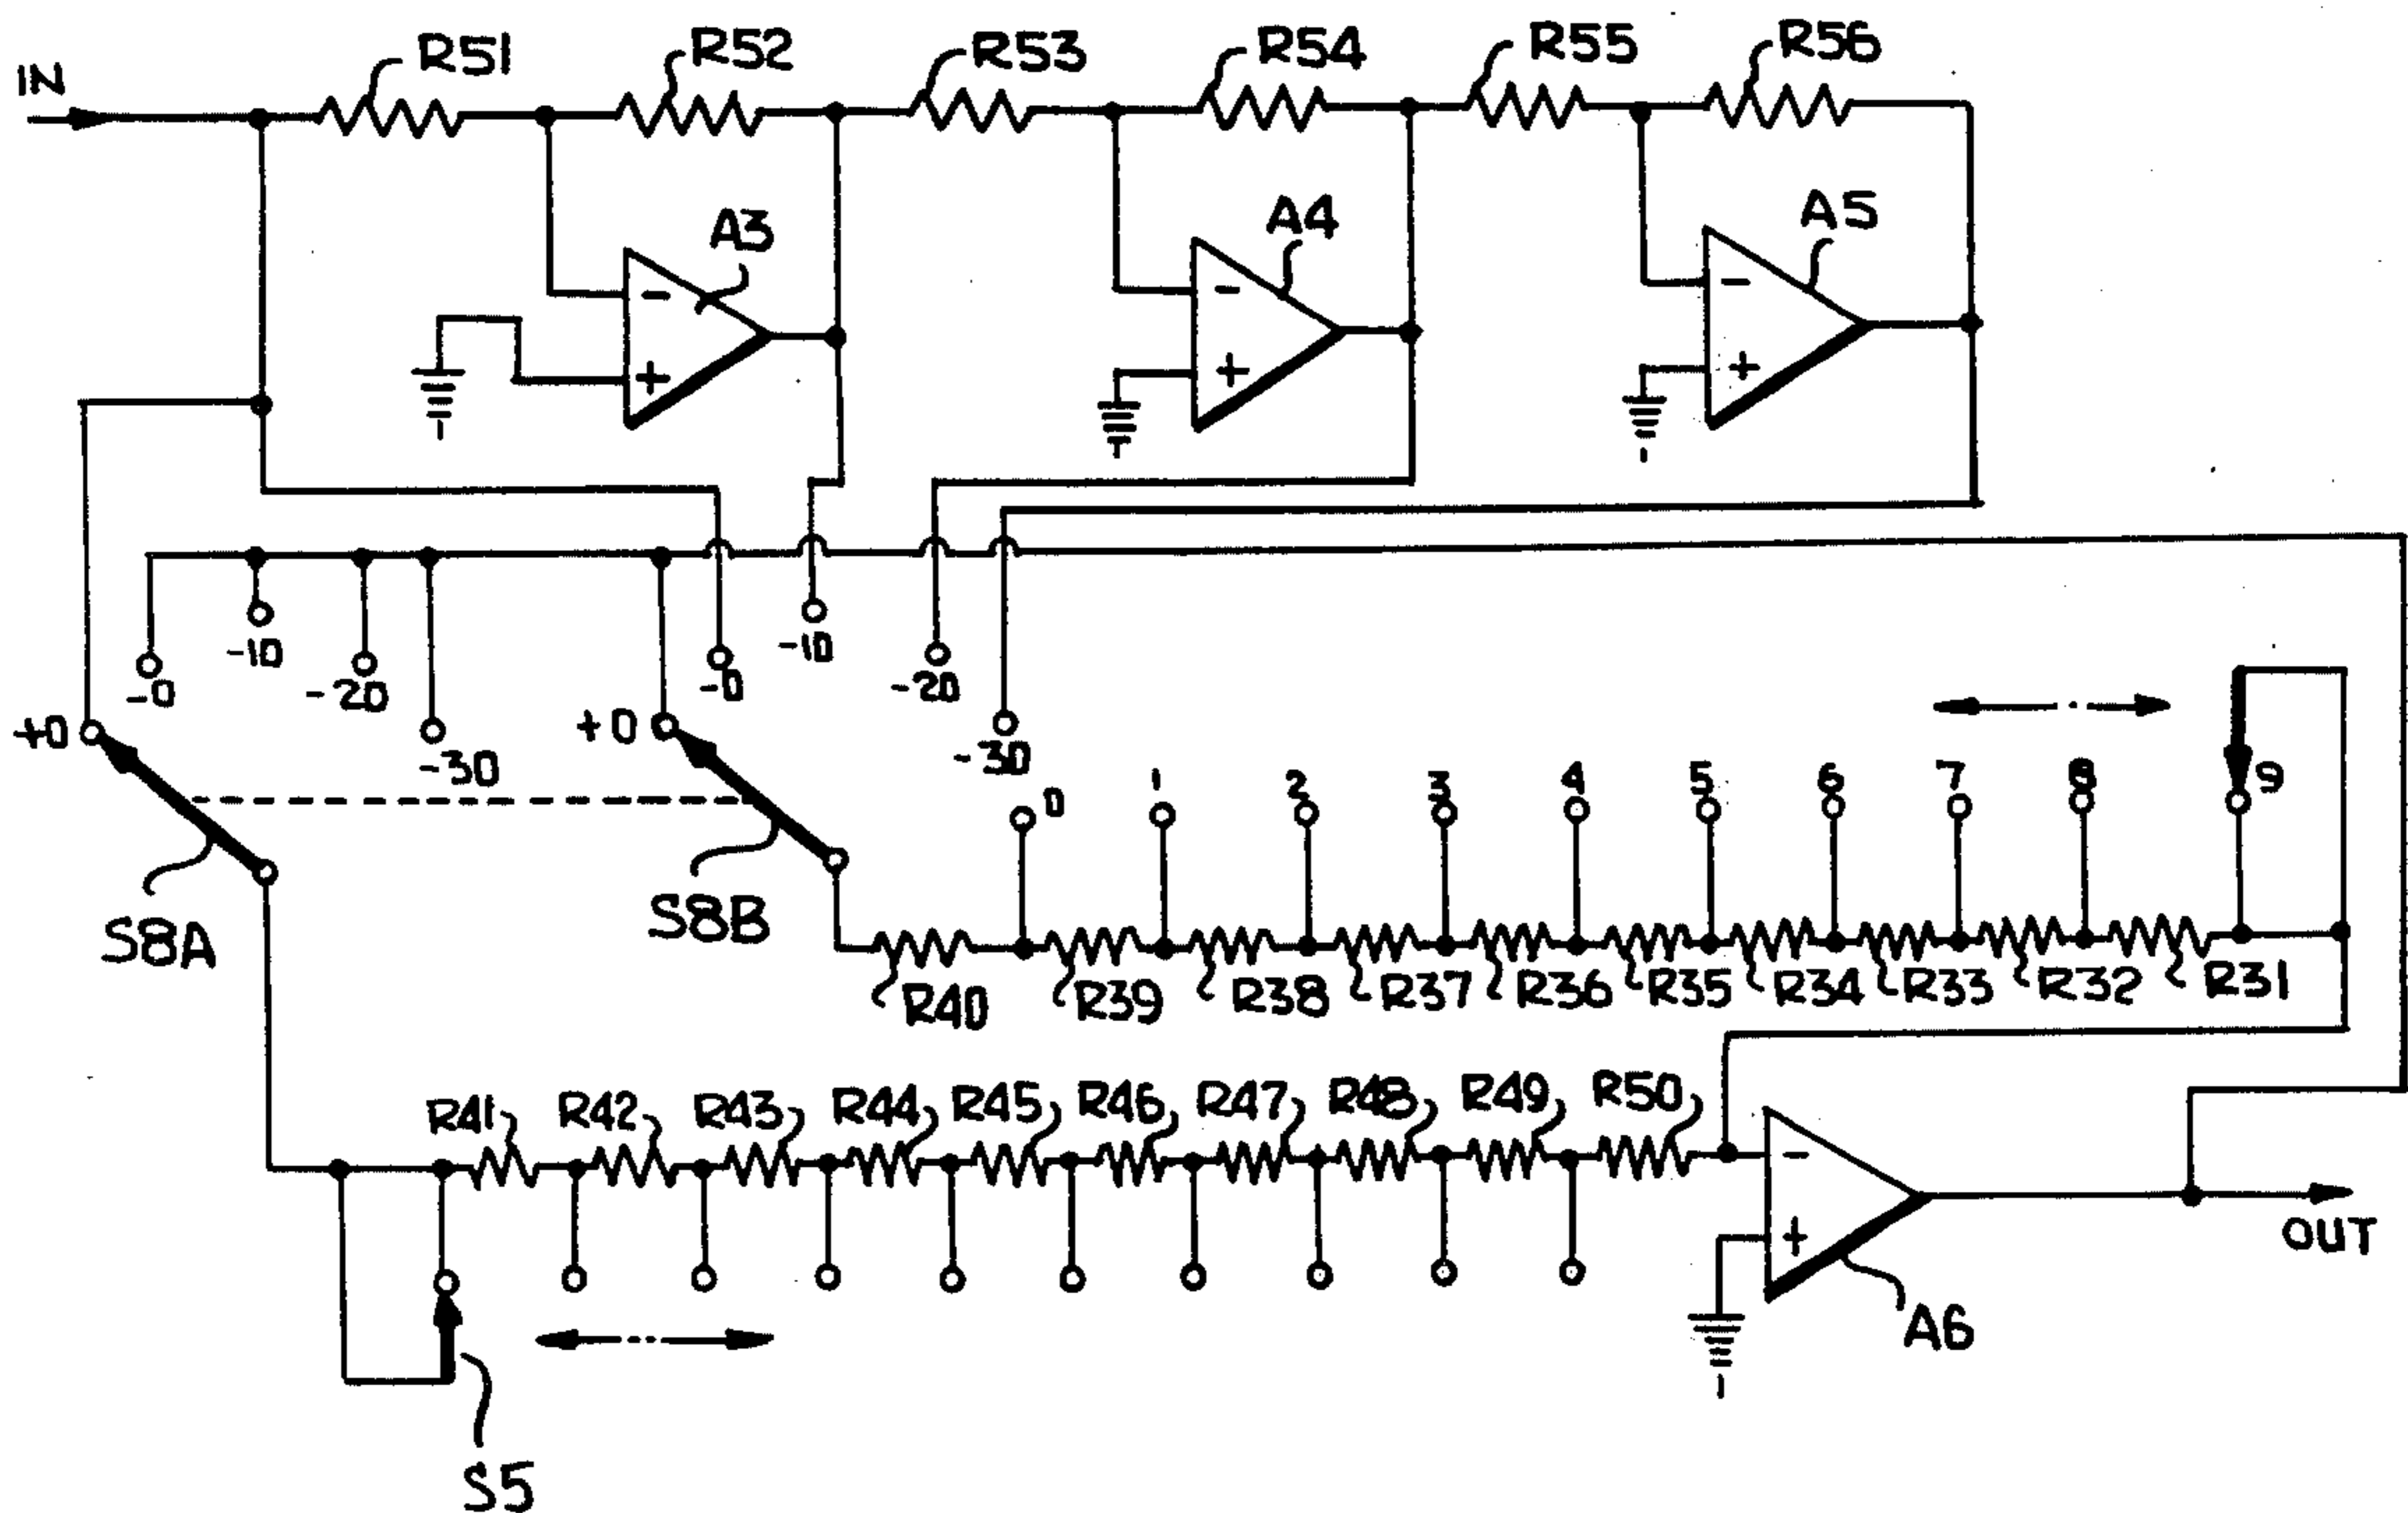 IN
R51
R52
R53
R54
R55
R56
A3
A4
A5
-
+
-
+
-
+
-0
-10
-20
-30
+0
-0
-10
-20
-30
+0
S8A
S8B
0
1
2
3
4
5
6
7
8
9
R40
R39
R38
R37
R36
R35
R34
R33
R32
R31
R41
R42
R43
R44
R45
R46
R47
R48
R49
R50
-
+
A6
OUT
S5